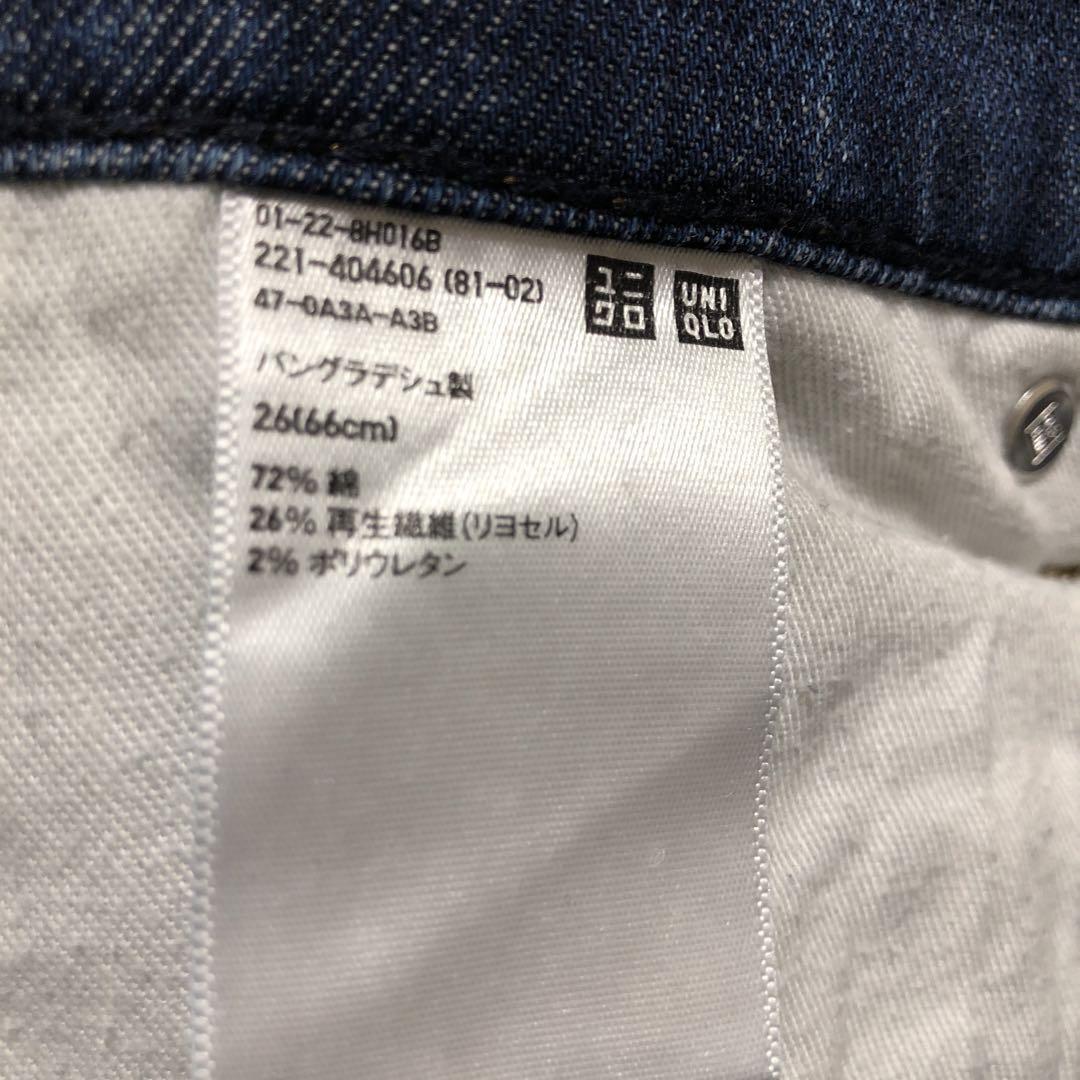 01-22-8H016B
221-404606 (81-02)
47-0A3A-A3B
ユニクロ
UNIQLO
バングラデシュ製
26(66cm)
72% 綿
26% 再生繊維(リヨセル)
2% ポリウレタン